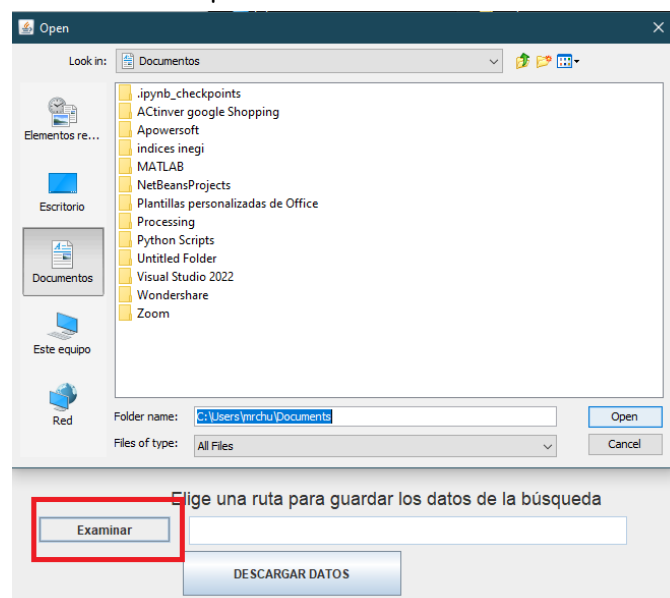 Open
Look in:
Documentos
.ipynb_checkpoints
ACtinver google Shopping
Apowersoft
indices inegi
MATLAB
NetBeansProjects
Plantillas personalizadas de Office
Processing
Python Scripts
Untitled Folder
Visual Studio 2022
Wondershare
Zoom
Elementos re...
Escritorio
Documentos
Este equipo
Red
Folder name:
C:\Users\mrchu\Documents
Open
Files of type:
All Files
Cancel
Elige una ruta para guardar los datos de la búsqueda
Examinar
DESCARGAR DATOS